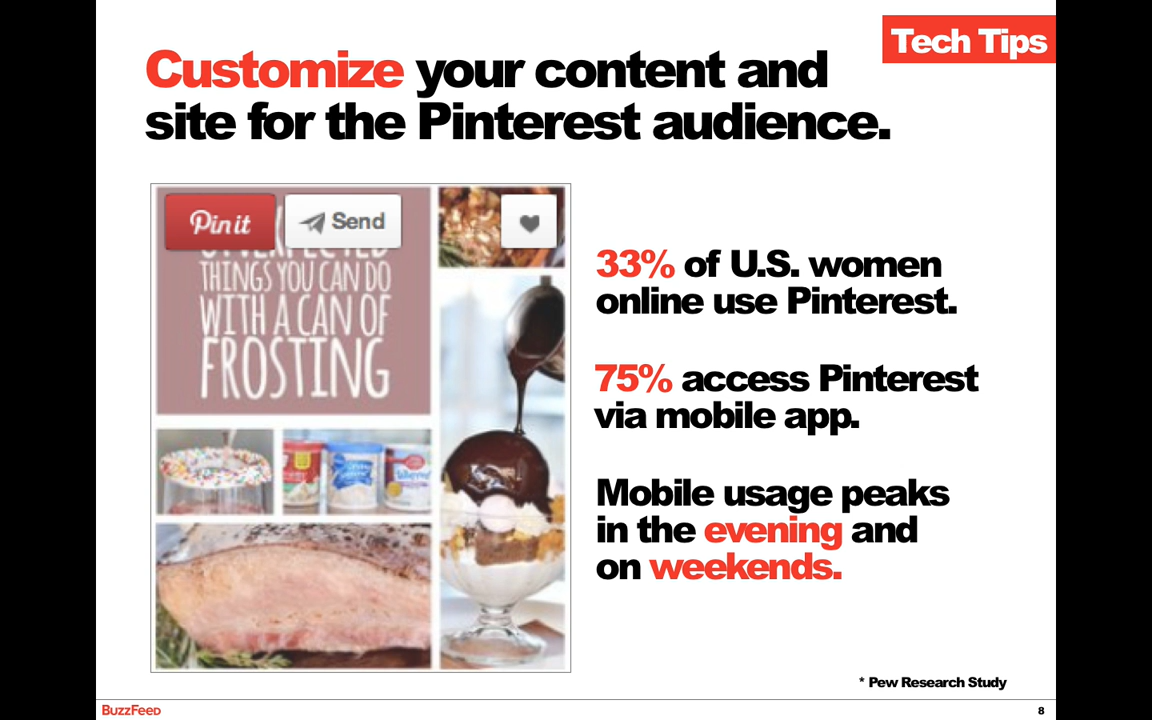 Tech Tips
Customize your content and
site for the Pinterest audience.
Pin it
Send
UNEXPECTED
THINGS YOU CAN DO
WITH A CAN OF
FROSTING
33% of U.S. women
online use Pinterest.
75% access Pinterest
via mobile app.
Mobile usage peaks
in the evening and
on weekends.
* Pew Research Study
BuzzFeed
8